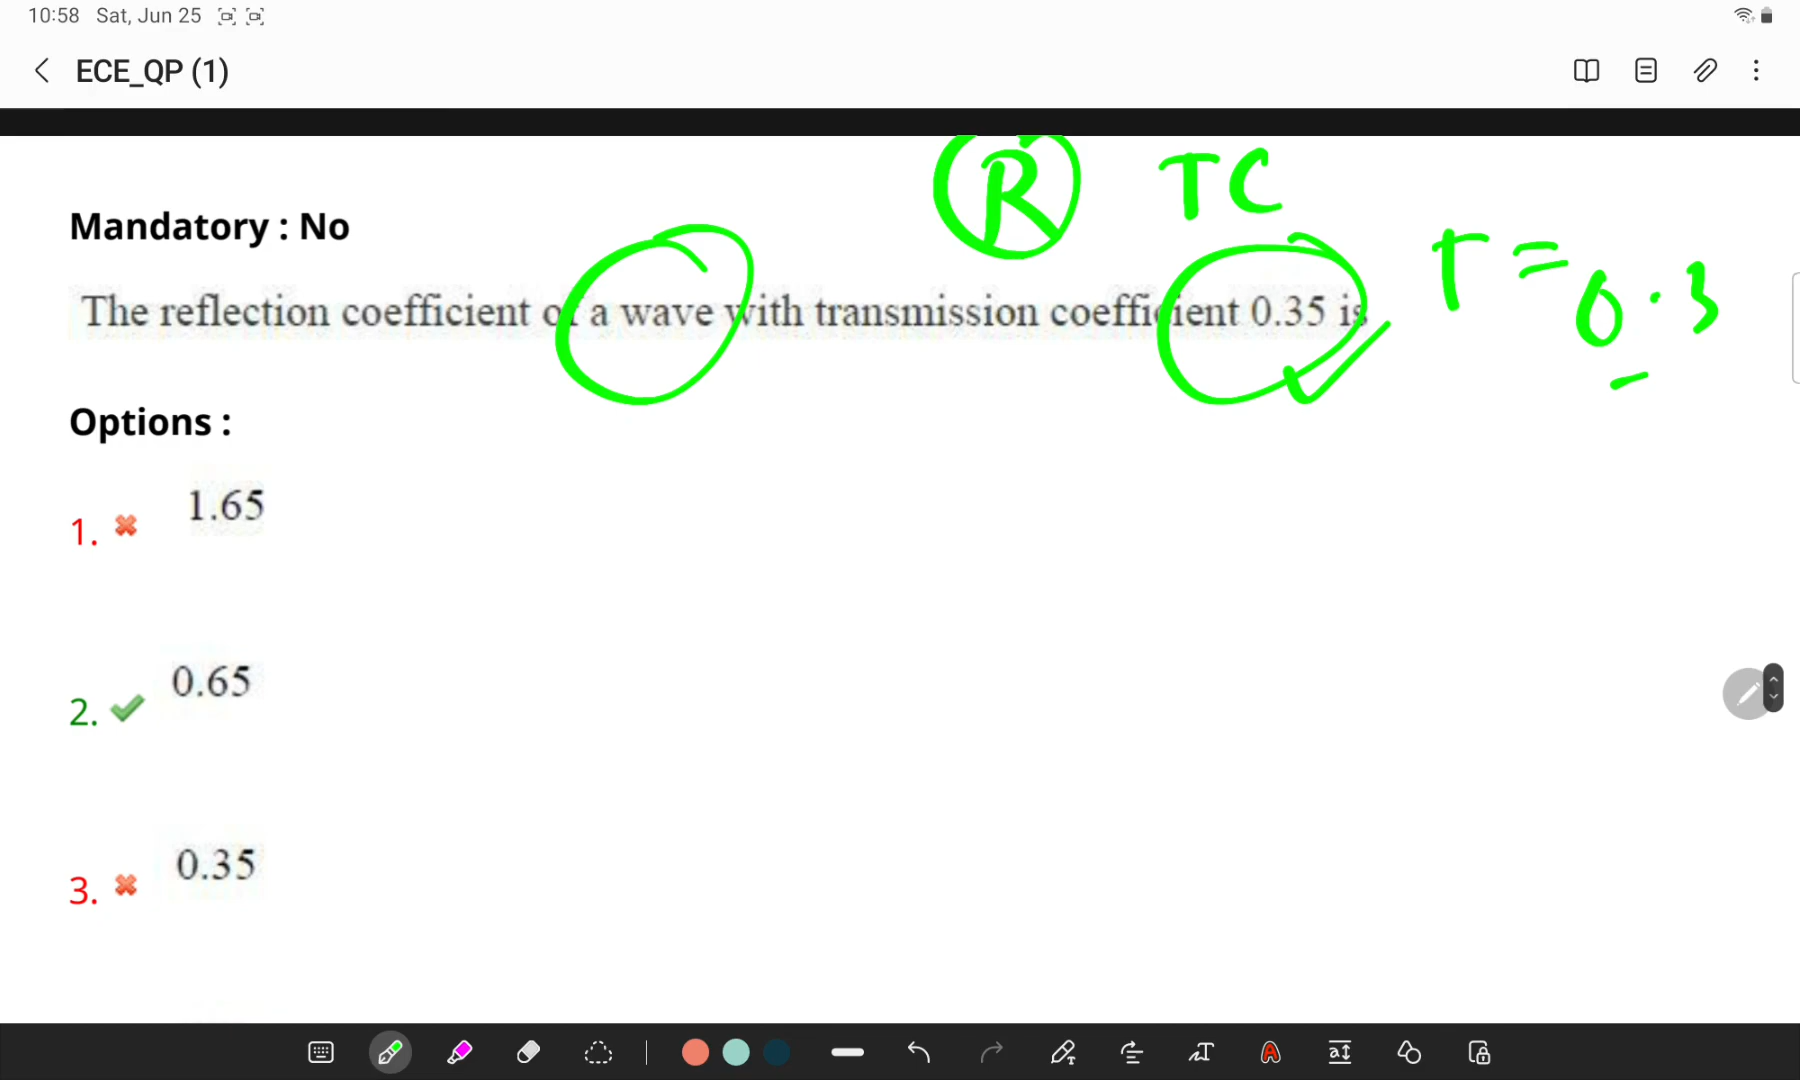 10:58 Sat, Jun 25
ECE_QP (1)
R TC
Mandatory : No
T = 0.3
The reflection coefficient of a wave with transmission coefficient 0.35 is
Options :
1. 1.65
2. 0.65
3. 0.35